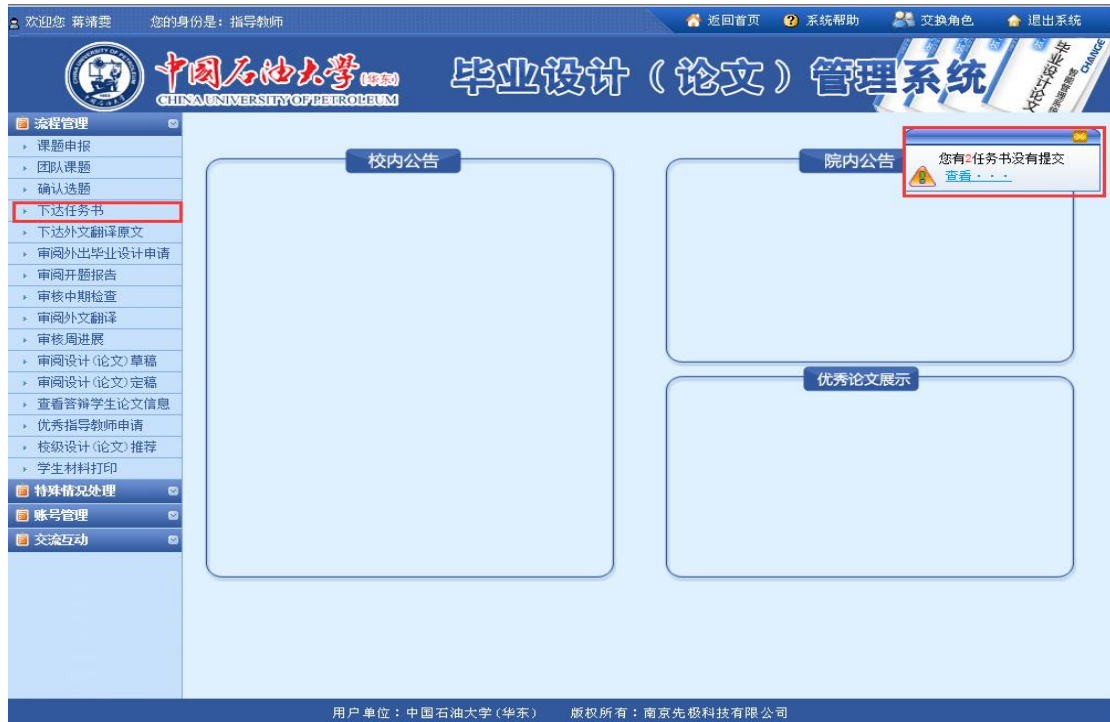 欢迎您 蒋靖雯 您的身份是：指导教师 返回首页 系统帮助 交换角色 退出系统
中国石油大学(华东)
CHINA UNIVERSITY OF PETROLEUM
毕业设计（论文）管理系统
流程管理
课题申报
团队课题
确认选题
下达任务书
下达外文翻译原文
审阅外出毕业设计申请
审阅开题报告
审核中期检查
审阅外文翻译
审核周进展
审阅设计(论文)草稿
审阅设计(论文)定稿
查看答辩学生论文信息
优秀指导教师申请
校级设计(论文)推荐
学生材料打印
特殊情况处理
账号管理
交流互动
校内公告
院内公告
您有2任务书没有提交
查看・・・
优秀论文展示
用户单位：中国石油大学(华东) 版权所有：南京先极科技有限公司